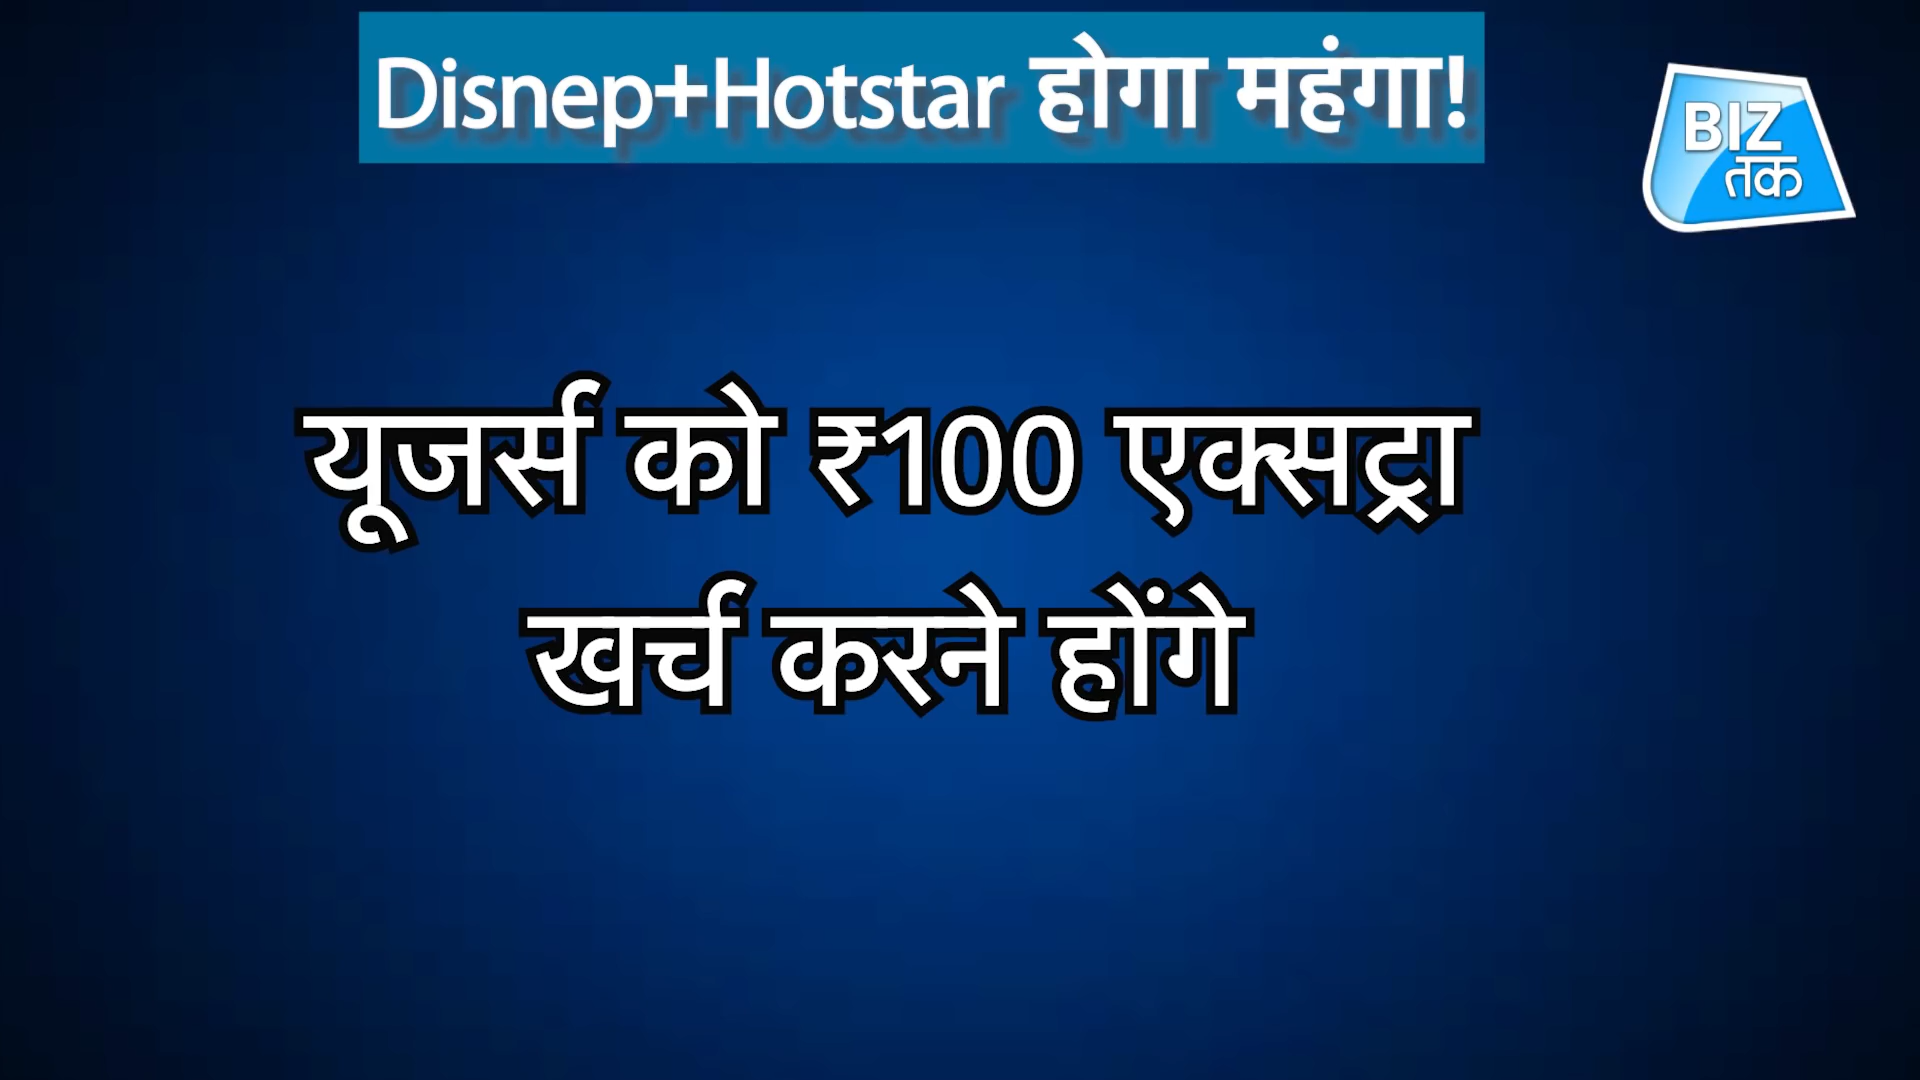 Disnep+Hotstar होगा महंगा!
BIZ
तक
यूजर्स को ₹100 एक्सट्रा
खर्च करने होंगे